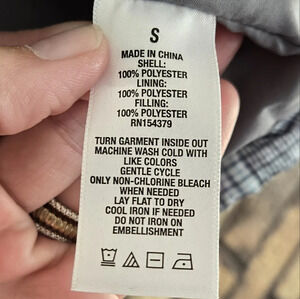 S
MADE IN CHINA
SHELL:
100% POLYESTER
LINING:
100% POLYESTER
FILLING:
100% POLYESTER
RN154379
TURN GARMENT INSIDE OUT
MACHINE WASH COLD WITH
LIKE COLORS
GENTLE CYCLE
ONLY NON-CHLORINE BLEACH
WHEN NEEDED
LAY FLAT TO DRY
COOL IRON IF NEEDED
DO NOT IRON ON
EMBELLISHMENT